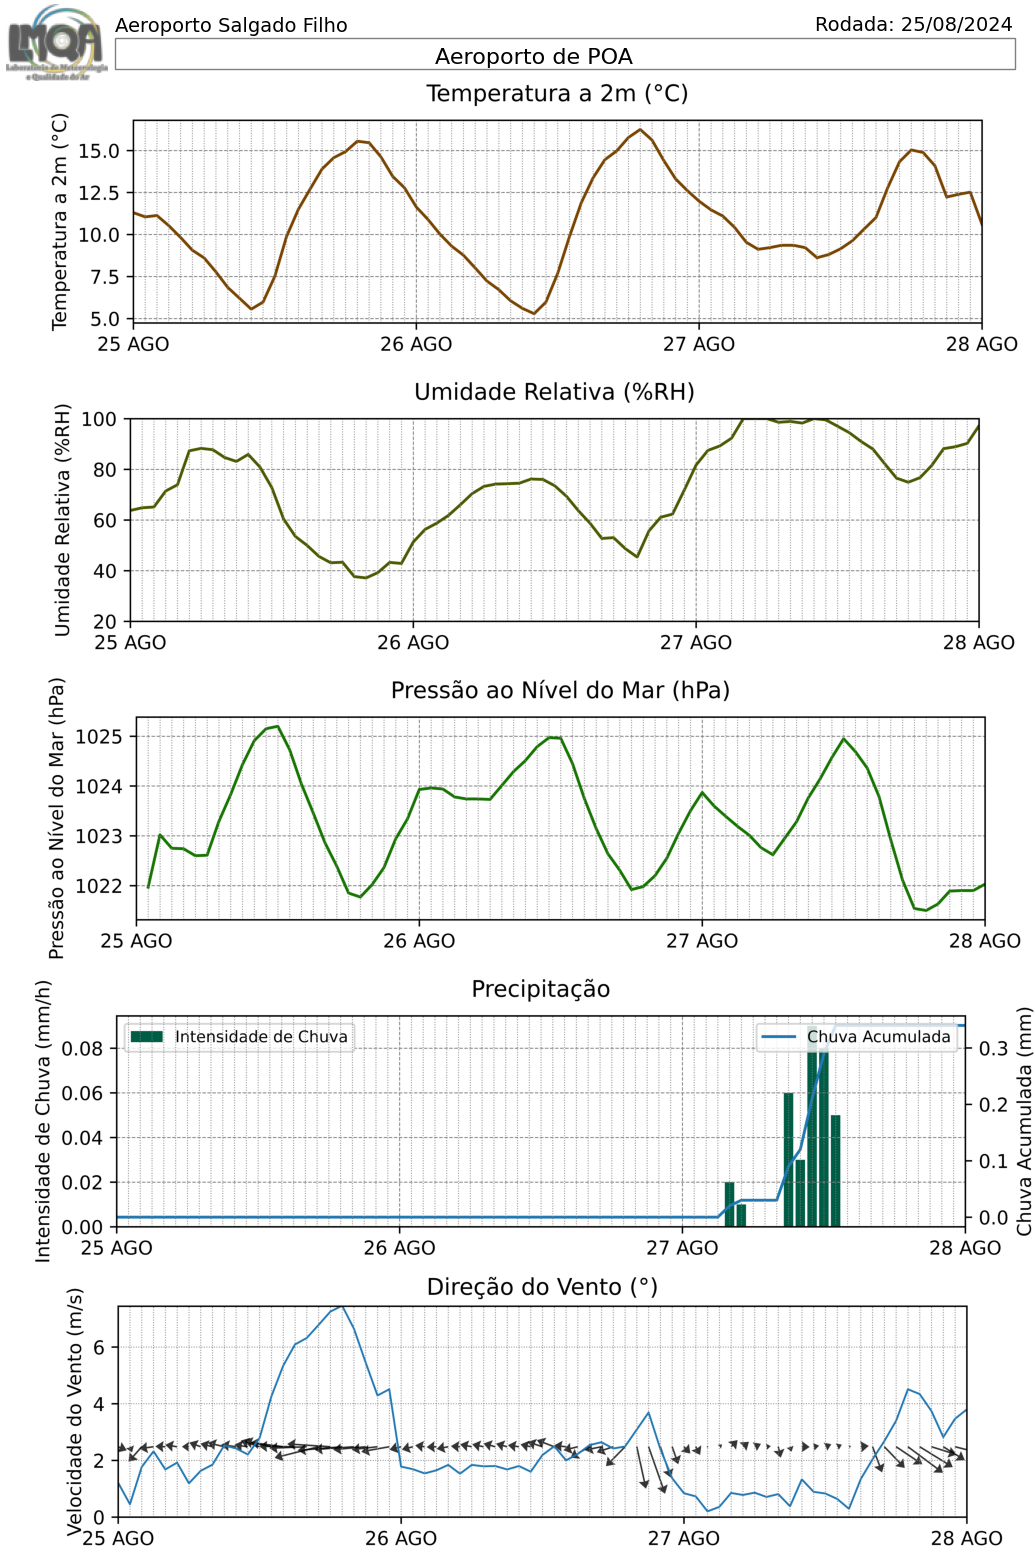 LMQA
Laboratório de Meteorologia
e Qualidade do Ar
Aeroporto Salgado Filho
Rodada: 25/08/2024
Aeroporto de POA
Temperatura a 2m (°C)
Temperatura a 2m (°C)
15.0
12.5
10.0
7.5
5.0
25 AGO 26 AGO 27 AGO 28 AGO
Umidade Relativa (%RH)
Umidade Relativa (%RH)
100
80
60
40
20
25 AGO 26 AGO 27 AGO 28 AGO
Pressão ao Nível do Mar (hPa)
Pressão ao Nível do Mar (hPa)
1025
1024
1023
1022
25 AGO 26 AGO 27 AGO 28 AGO
Precipitação
Intensidade de Chuva (mm/h)
0.08
0.06
0.04
0.02
0.00
Intensidade de Chuva
Chuva Acumulada
0.3
0.2
0.1
0.0
Chuva Acumulada (mm)
25 AGO 26 AGO 27 AGO 28 AGO
Direção do Vento (°)
Velocidade do Vento (m/s)
6
4
2
0
25 AGO 26 AGO 27 AGO 28 AGO